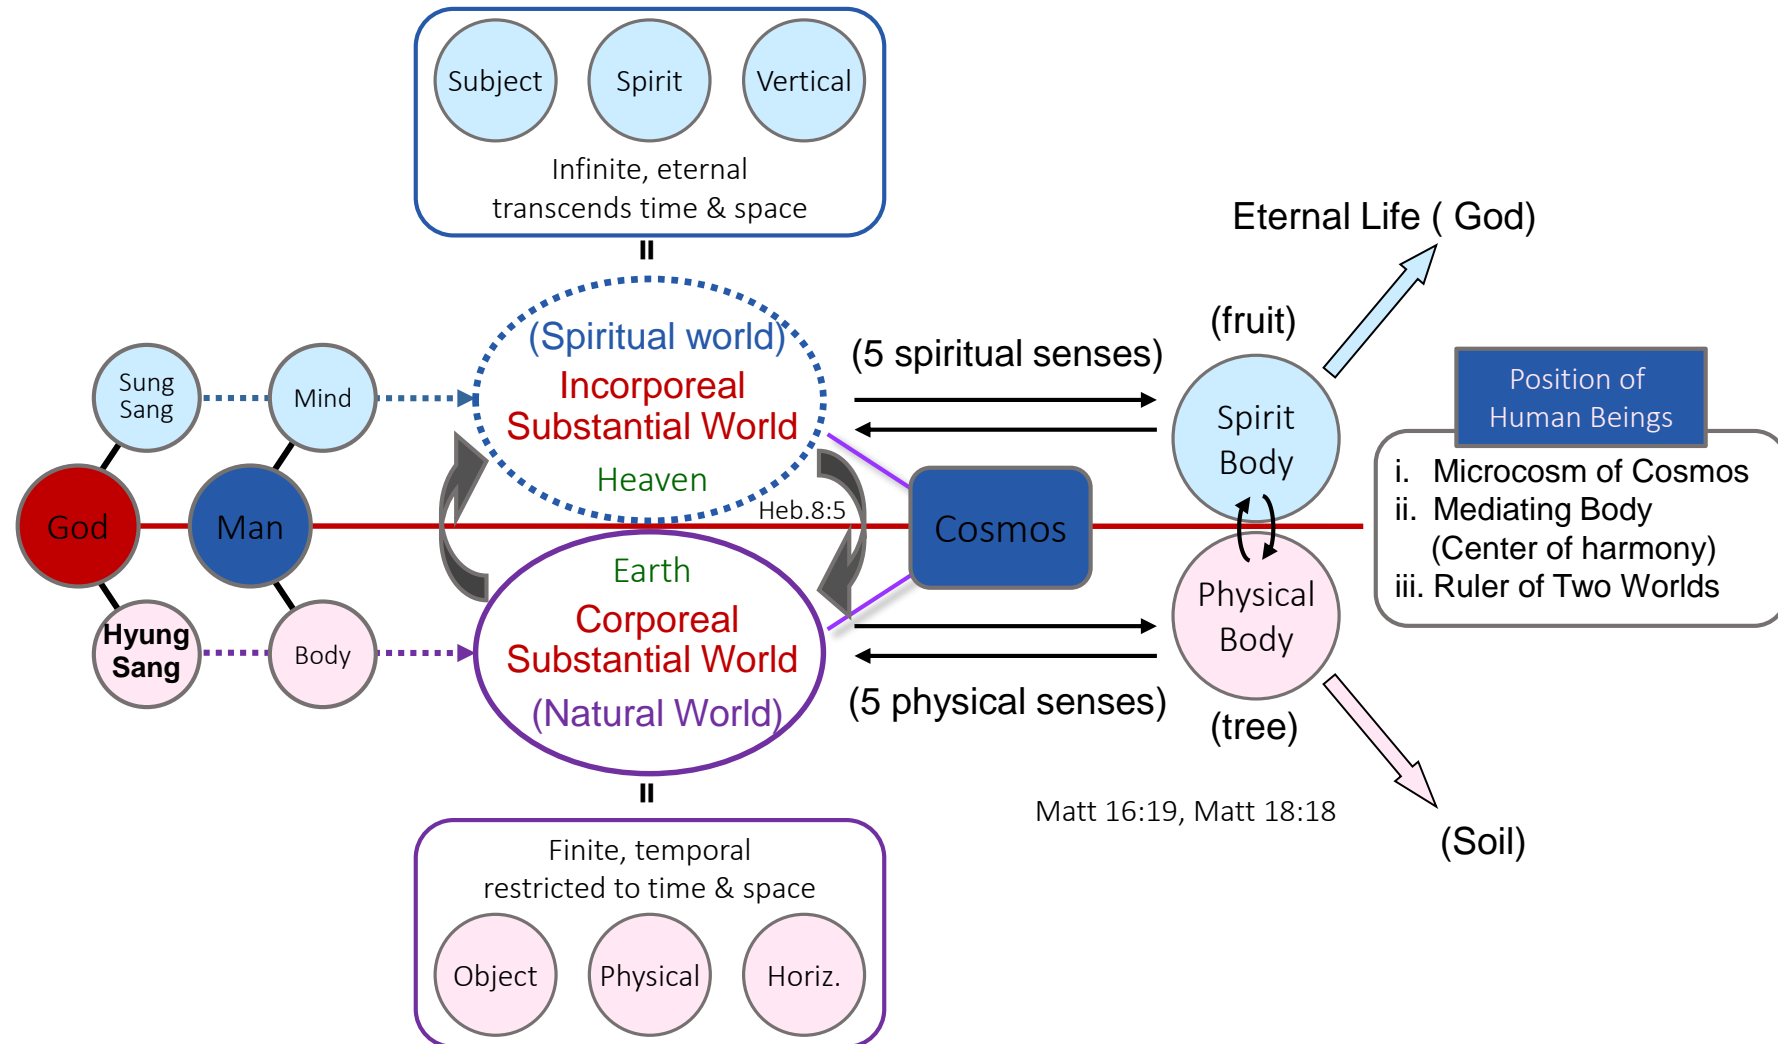 Subject
Spirit
Vertical
Infinite, eternal
transcends time & space
=
(Spiritual world)
Incorporeal
Substantial World
Heaven
Heb.8:5
Sung
Sang
Mind
God
Man
Hyung
Sang
Body
Earth
Corporeal
Substantial World
(Natural World)
=
Finite, temporal
restricted to time & space
Object
Physical
Horiz.
Cosmos
(5 spiritual senses)
(5 physical senses)
Eternal Life ( God)
(fruit)
Spirit
Body
Physical
Body
(tree)
(Soil)
Matt 16:19, Matt 18:18
Position of
Human Beings
i. Microcosm of Cosmos
ii. Mediating Body
(Center of harmony)
iii. Ruler of Two Worlds